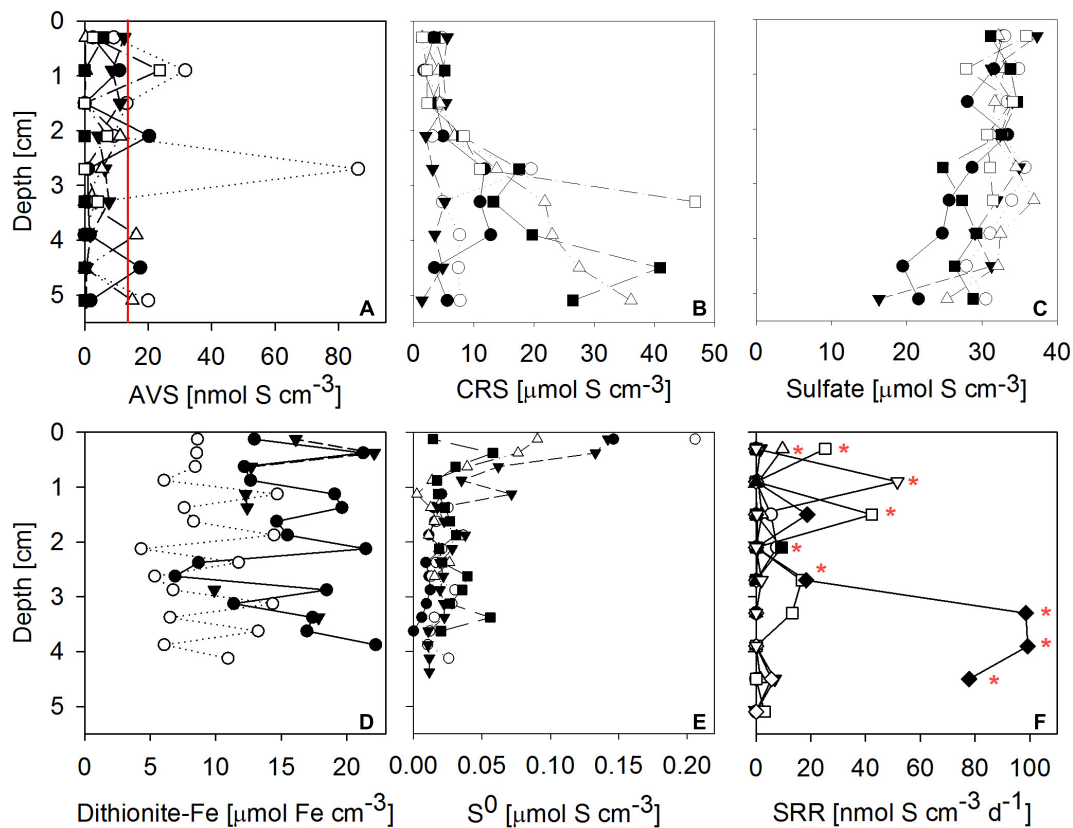 0
1
2
3
4
5
Depth [cm]
0 20 40 60 80
AVS [nmol S cm⁻³]
A
0 10 20 30 40 50
CRS [μmol S cm⁻³]
B
0 10 20 30 40
Sulfate [μmol S cm⁻³]
C
0
1
2
3
4
5
Depth [cm]
0 5 10 15 20
Dithionite-Fe [μmol Fe cm⁻³]
D
0.00 0.05 0.10 0.15 0.20
S⁰ [μmol S cm⁻³]
E
0 20 40 60 80 100
SRR [nmol S cm⁻³ d⁻¹]
* * * * * * * * *
F